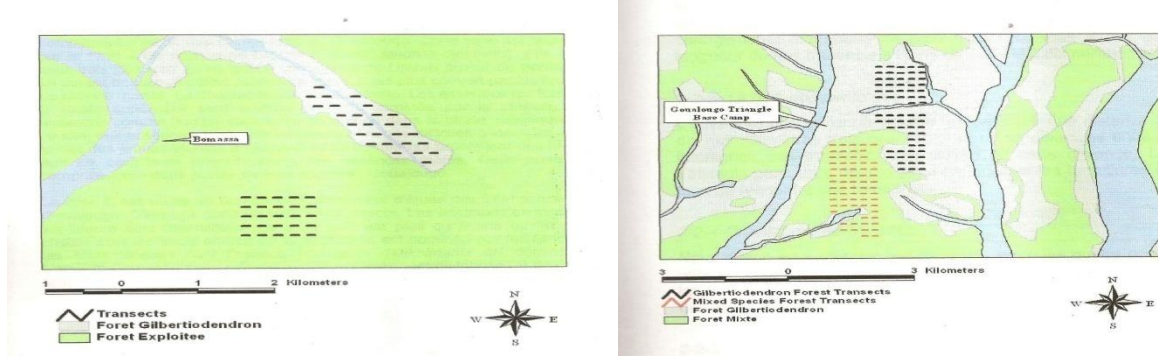 Bomassa
1 0 1 2 Kilometers
Transects
Foret Gilbertiodendron
Foret Exploitee
N
W E
S
Goualougo Triangle
Base Camp
3 0 3 Kilometers
Gilbertiodendron Forest Transects
Mixed Species Forest Transects
Foret Gilbertiodendron
Foret Mixte
N
W E
S